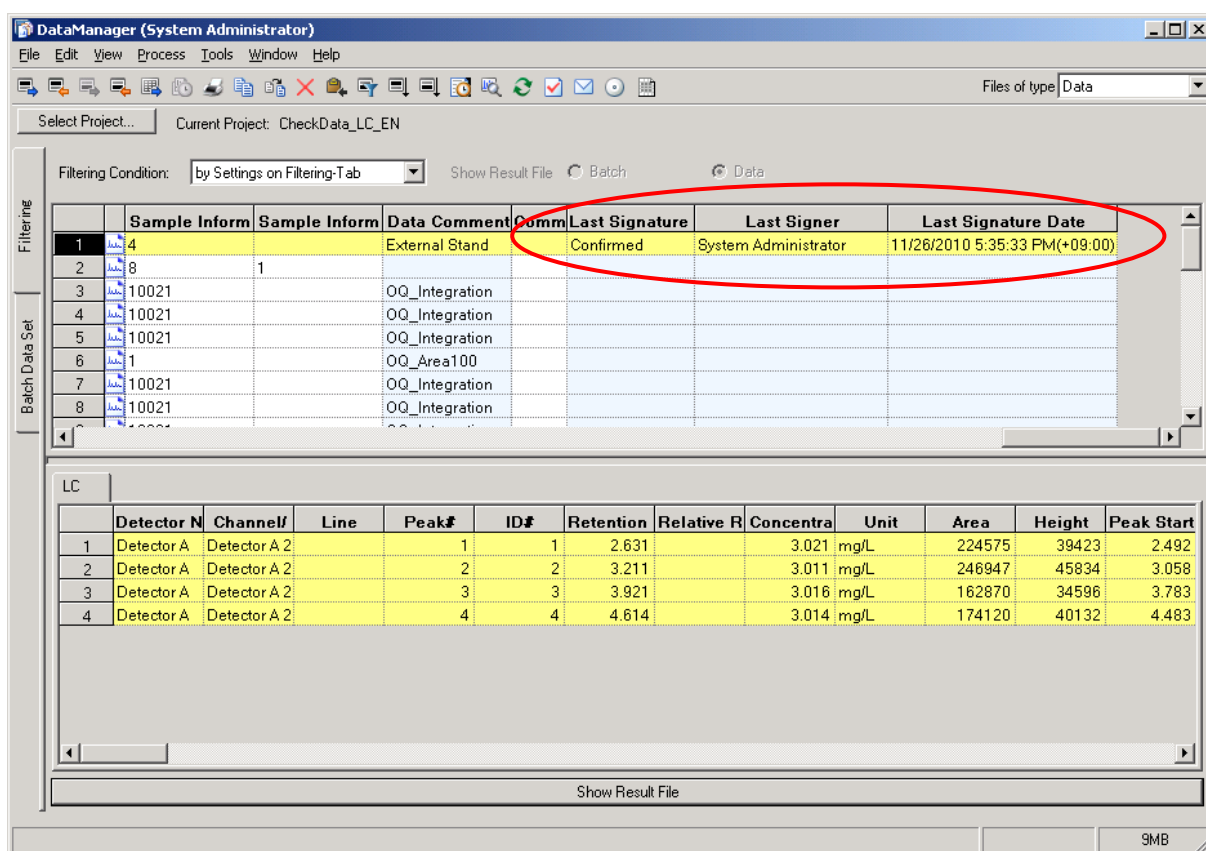 DataManager (System Administrator)
File Edit View Process Tools Window Help
Files of type Data
Select Project... Current Project: CheckData_LC_EN
Filtering Condition: by Settings on Filtering-Tab Show Result File Batch Data
Filtering
Batch Data Set
Sample Inform Sample Inform Data Comment Comm Last Signature Last Signer Last Signature Date
1 4 External Stand Confirmed System Administrator 11/26/2010 5:35:33 PM(+09:00)
2 8 1
3 10021 OQ_Integration
4 10021 OQ_Integration
5 10021 OQ_Integration
6 1 OQ_Area100
7 10021 OQ_Integration
8 10021 OQ_Integration
LC
Detector N Channel/ Line Peak# ID# Retention Relative R Concentra Unit Area Height Peak Start
1 Detector A Detector A 2 1 1 2.631 3.021 mg/L 224575 39423 2.492
2 Detector A Detector A 2 2 2 3.211 3.011 mg/L 246947 45834 3.058
3 Detector A Detector A 2 3 3 3.921 3.016 mg/L 162870 34596 3.783
4 Detector A Detector A 2 4 4 4.614 3.014 mg/L 174120 40132 4.483
Show Result File
9MB